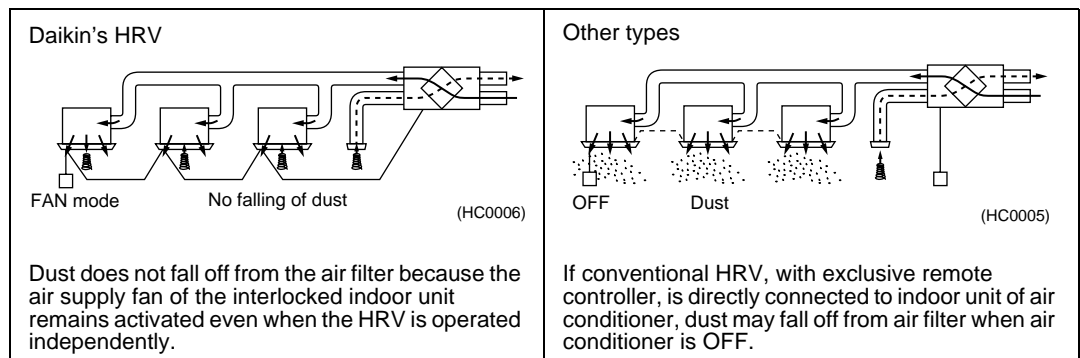 Daikin's HRV
FAN mode
No falling of dust
(HC0006)
Dust does not fall off from the air filter because the
air supply fan of the interlocked indoor unit
remains activated even when the HRV is operated
independently.
Other types
OFF
Dust
(HC0005)
If conventional HRV, with exclusive remote
controller, is directly connected to indoor unit of air
conditioner, dust may fall off from air filter when air
conditioner is OFF.